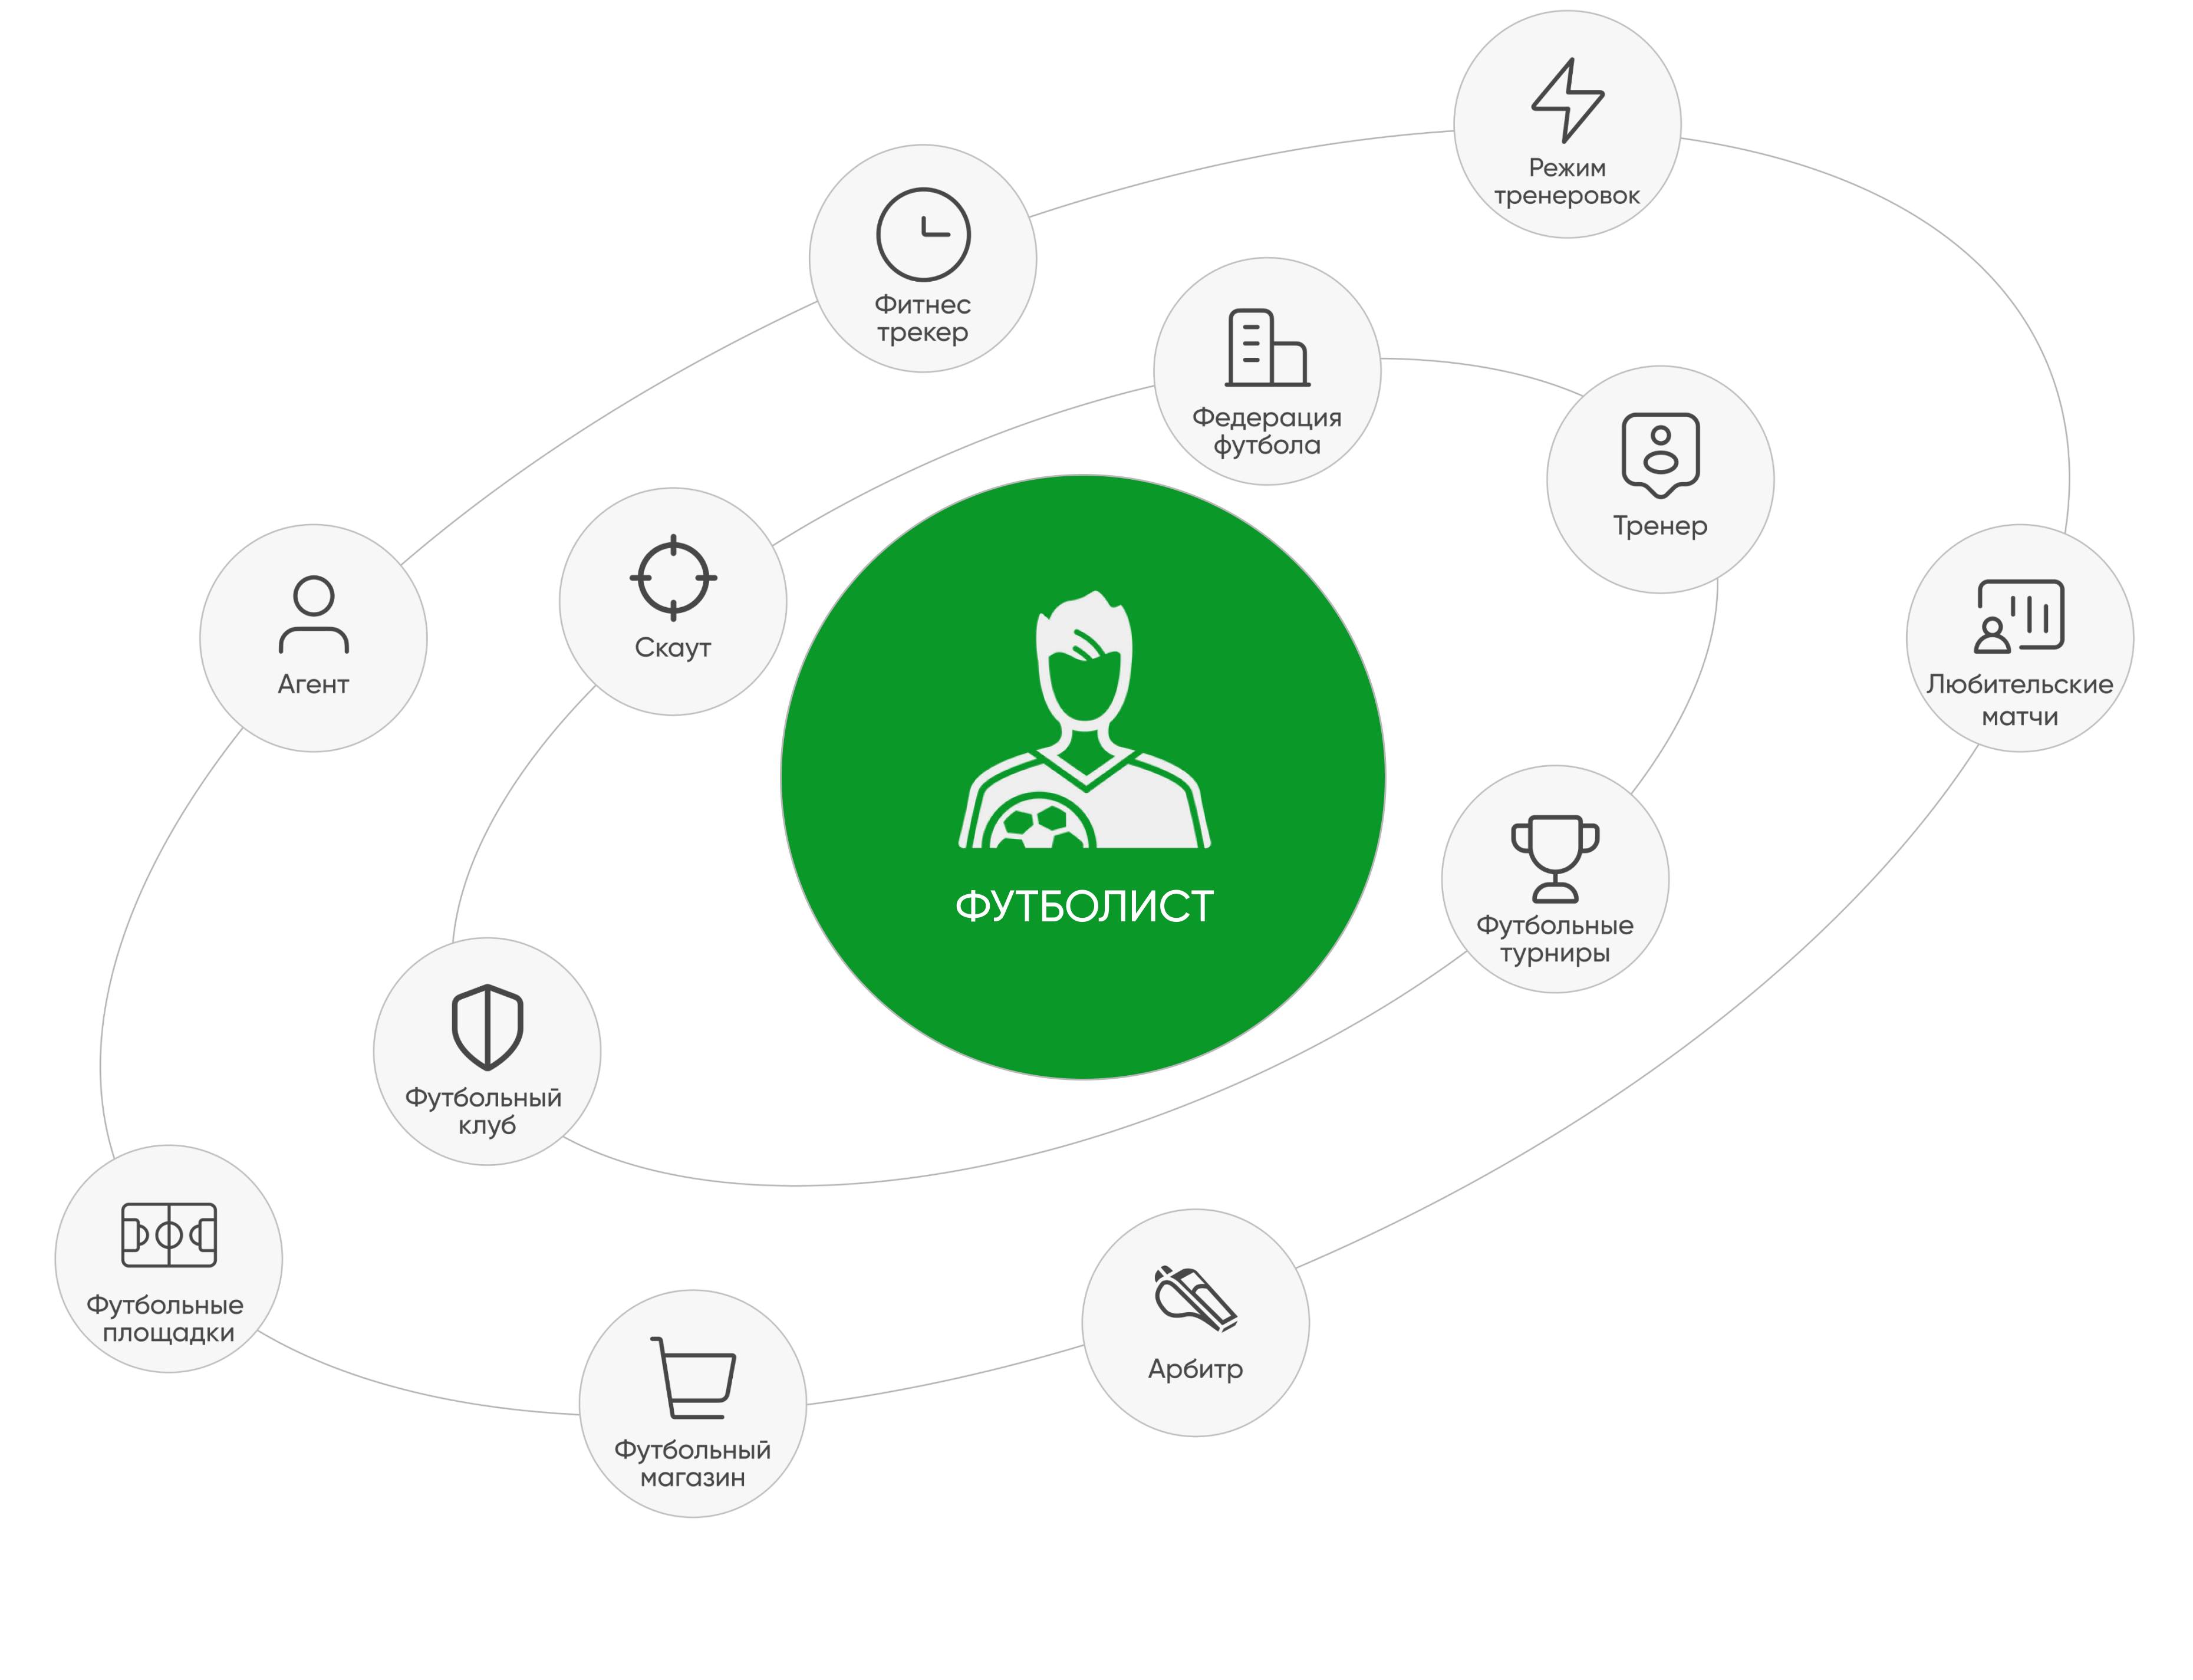 Режим
тренеровок
Фитнес
трекер
Федерация
футбола
Тренер
Скаут
Агент
Любительские
матчи
ФУТБОЛИСТ
Футбольные
турниры
Футбольный
клуб
Футбольные
площадки
Арбитр
Футбольный
магазин